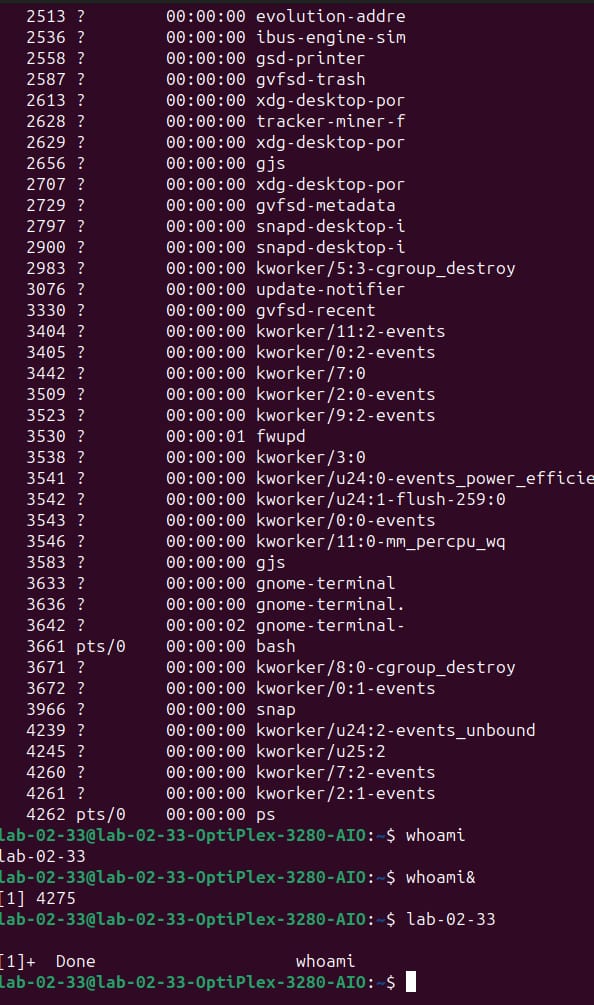 2513 ?        00:00:00 evolution-addre
2536 ?        00:00:00 ibus-engine-sim
2558 ?        00:00:00 gsd-printer
2587 ?        00:00:00 gvfsd-trash
2613 ?        00:00:00 xdg-desktop-por
2628 ?        00:00:00 tracker-miner-f
2629 ?        00:00:00 xdg-desktop-por
2656 ?        00:00:00 gjs
2707 ?        00:00:00 xdg-desktop-por
2729 ?        00:00:00 gvfsd-metadata
2797 ?        00:00:00 snapd-desktop-i
2900 ?        00:00:00 snapd-desktop-i
2983 ?        00:00:00 kworker/5:3-cgroup_destroy
3076 ?        00:00:00 update-notifier
3330 ?        00:00:00 gvfsd-recent
3404 ?        00:00:00 kworker/11:2-events
3405 ?        00:00:00 kworker/0:2-events
3442 ?        00:00:00 kworker/7:0
3509 ?        00:00:00 kworker/2:0-events
3523 ?        00:00:00 kworker/9:2-events
3530 ?        00:00:01 fwupd
3538 ?        00:00:00 kworker/3:0
3541 ?        00:00:00 kworker/u24:0-events_power_efficie
3542 ?        00:00:00 kworker/u24:1-flush-259:0
3543 ?        00:00:00 kworker/0:0-events
3546 ?        00:00:00 kworker/11:0-mm_percpu_wq
3583 ?        00:00:00 gjs
3633 ?        00:00:00 gnome-terminal
3636 ?        00:00:00 gnome-terminal.
3642 ?        00:00:02 gnome-terminal-
3661 pts/0    00:00:00 bash
3671 ?        00:00:00 kworker/8:0-cgroup_destroy
3672 ?        00:00:00 kworker/0:1-events
3966 ?        00:00:00 snap
4239 ?        00:00:00 kworker/u24:2-events_unbound
4245 ?        00:00:00 kworker/u25:2
4260 ?        00:00:00 kworker/7:2-events
4261 ?        00:00:00 kworker/2:1-events
4262 pts/0    00:00:00 ps
lab-02-33@lab-02-33-OptiPlex-3280-AIO:~$ whoami
lab-02-33
lab-02-33@lab-02-33-OptiPlex-3280-AIO:~$ whoami&
[1] 4275
lab-02-33@lab-02-33-OptiPlex-3280-AIO:~$ lab-02-33
[1]+  Done                    whoami
lab-02-33@lab-02-33-OptiPlex-3280-AIO:~$